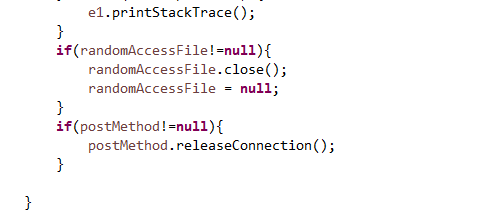 e1.printStackTrace();
}
if(randomAccessFile!=null){
randomAccessFile.close();
randomAccessFile = null;
}
if(postMethod!=null){
postMethod.releaseConnection();
}
}